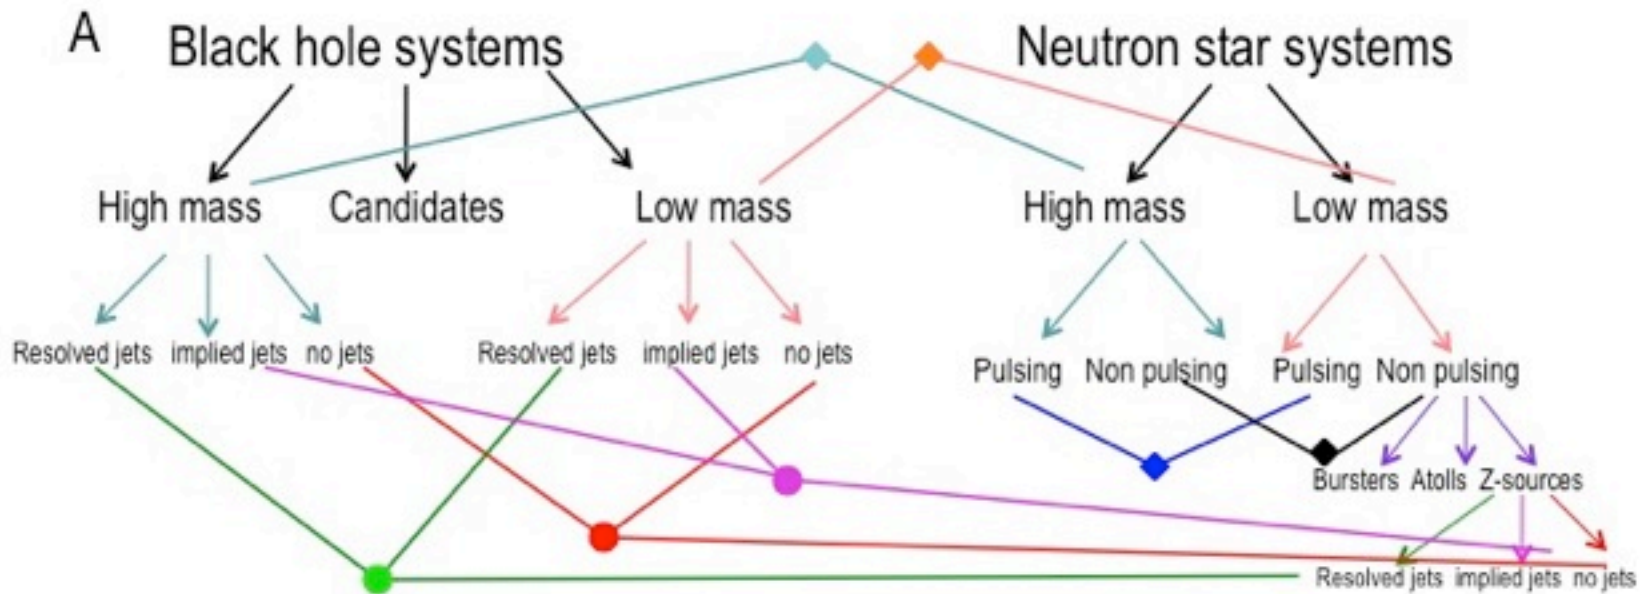 A
Black hole systems Neutron star systems
High mass Candidates Low mass High mass Low mass
Resolved jets implied jets no jets Resolved jets implied jets no jets
Pulsing Non pulsing Pulsing Non pulsing
Bursters Atolls Z-sources
Resolved jets implied jets no jets